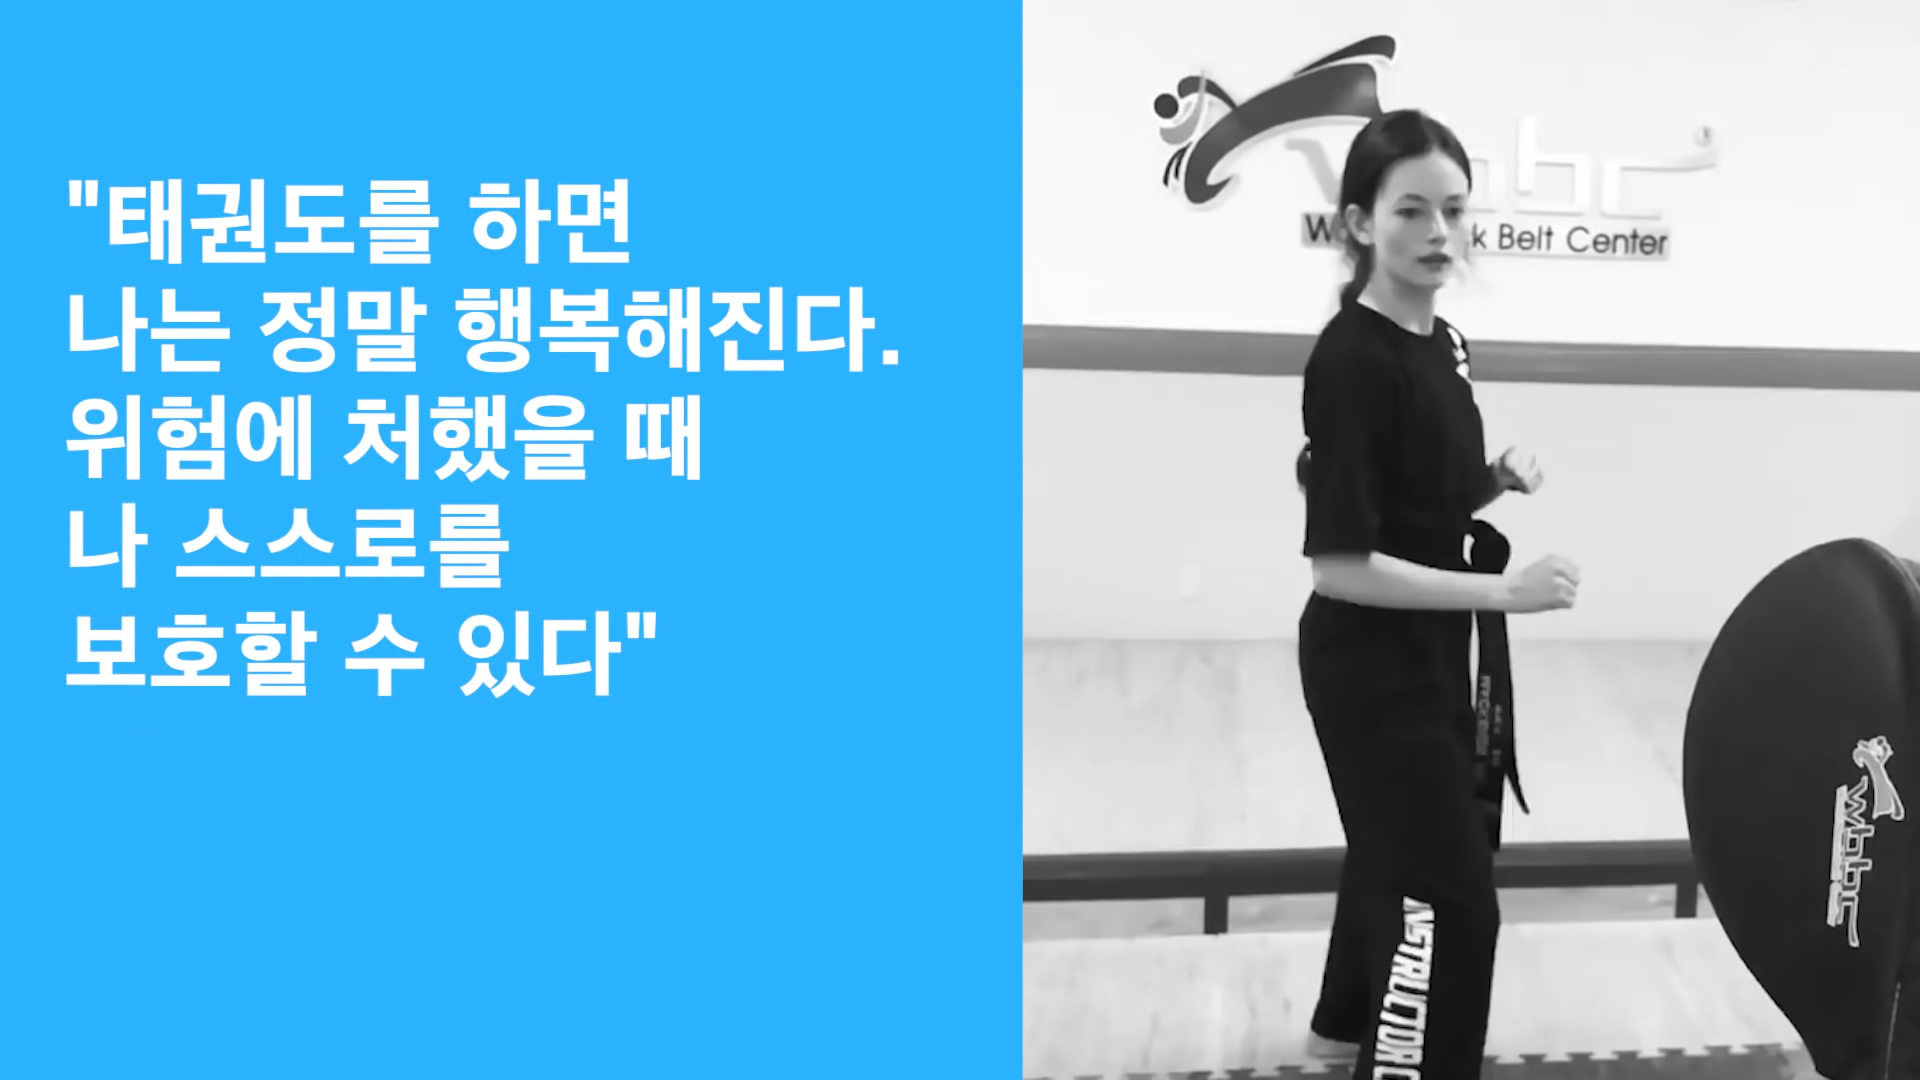 "태권도를 하면
나는 정말 행복해진다.
위험에 처했을 때
나 스스로를
보호할 수 있다"
k Belt Center
INSTRUCTOR
wbbc